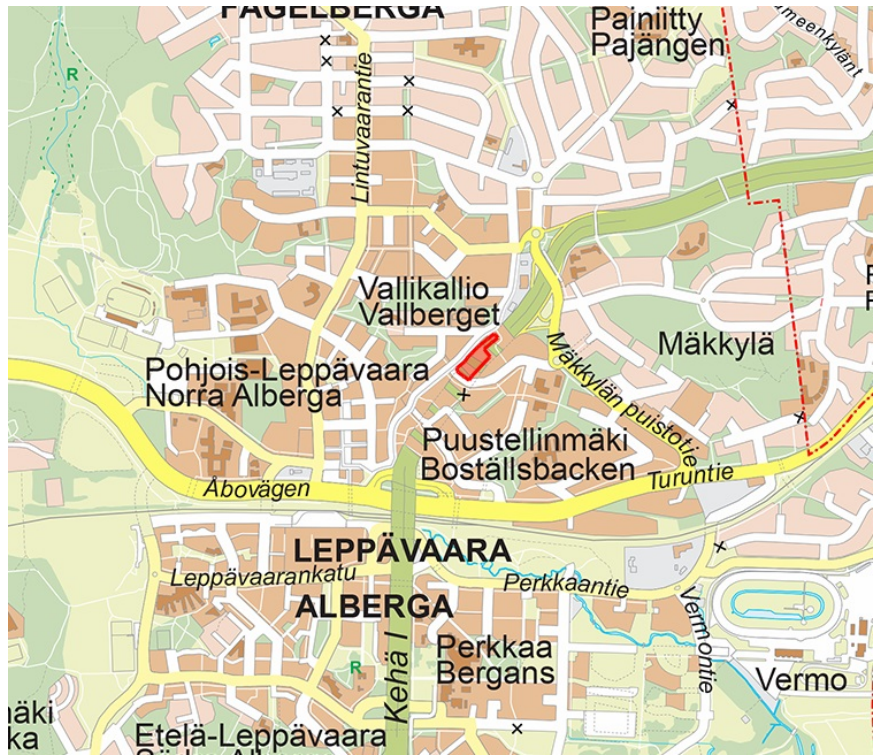 FÅGELBERGA
Painiitty
Pajängen
R
Lintuvaarantie
Vallikallio
Vallberget
Mäkkylä
Mäkkylän puistotie
Pohjois-Leppävaara
Norra Alberga
Puustellinmäki
Boställsbacken
Turuntie
Åbovägen
LEPPÄVAARA
ALBERGA
Leppävaarankatu
Perkkaantie
Vermontie
Kehä I
Perkkaa
Bergans
R
Vermo
Etelä-Leppävaara